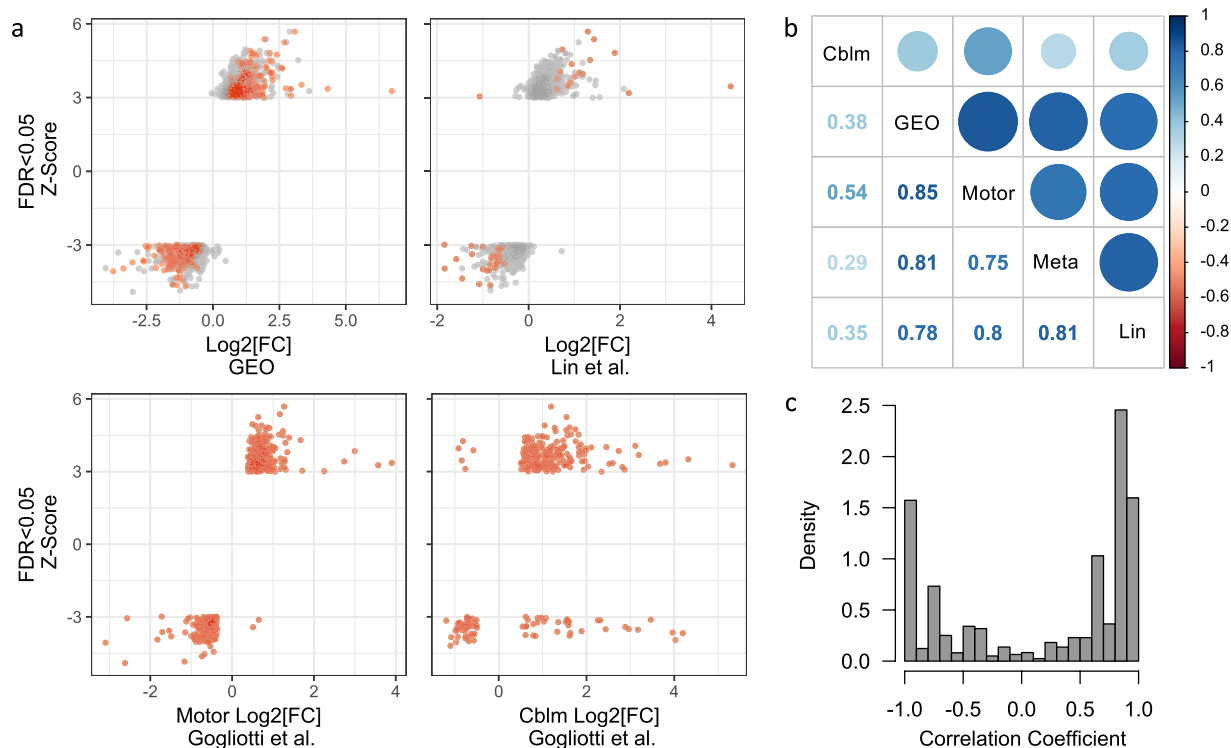 a
FDR<0.05
Z-Score
6
3
0
-3
-2.5
0.0
2.5
5.0
Log2[FC]
GEO
-2
0
2
4
Log2[FC]
Lin et al.
FDR<0.05
Z-Score
6
3
0
-3
-2
0
2
4
Motor Log2[FC]
Gogliotti et al.
0
2
4
Cblm Log2[FC]
Gogliotti et al.
b
Cblm
0.38
GEO
0.54
0.85
Motor
0.29
0.81
0.75
Meta
0.35
0.78
0.8
0.81
Lin
1
0.8
0.6
0.4
0.2
0
-0.2
-0.4
-0.6
-0.8
-1
c
Density
2.5
2.0
1.5
1.0
0.5
0.0
-1.0
-0.5
0.0
0.5
1.0
Correlation Coefficient